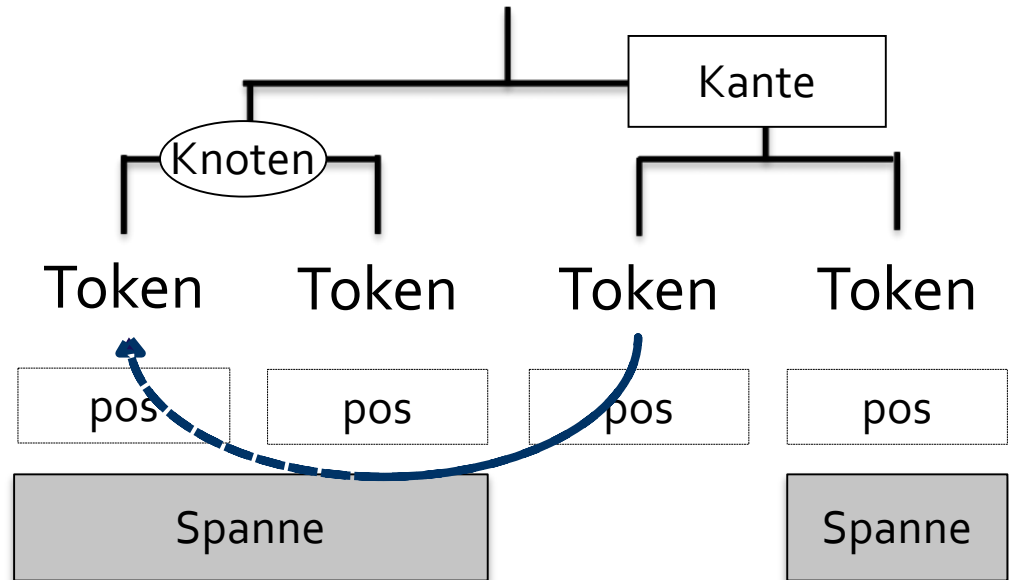 Kante
Knoten
Token Token Token Token
pos pos pos pos
Spanne Spanne